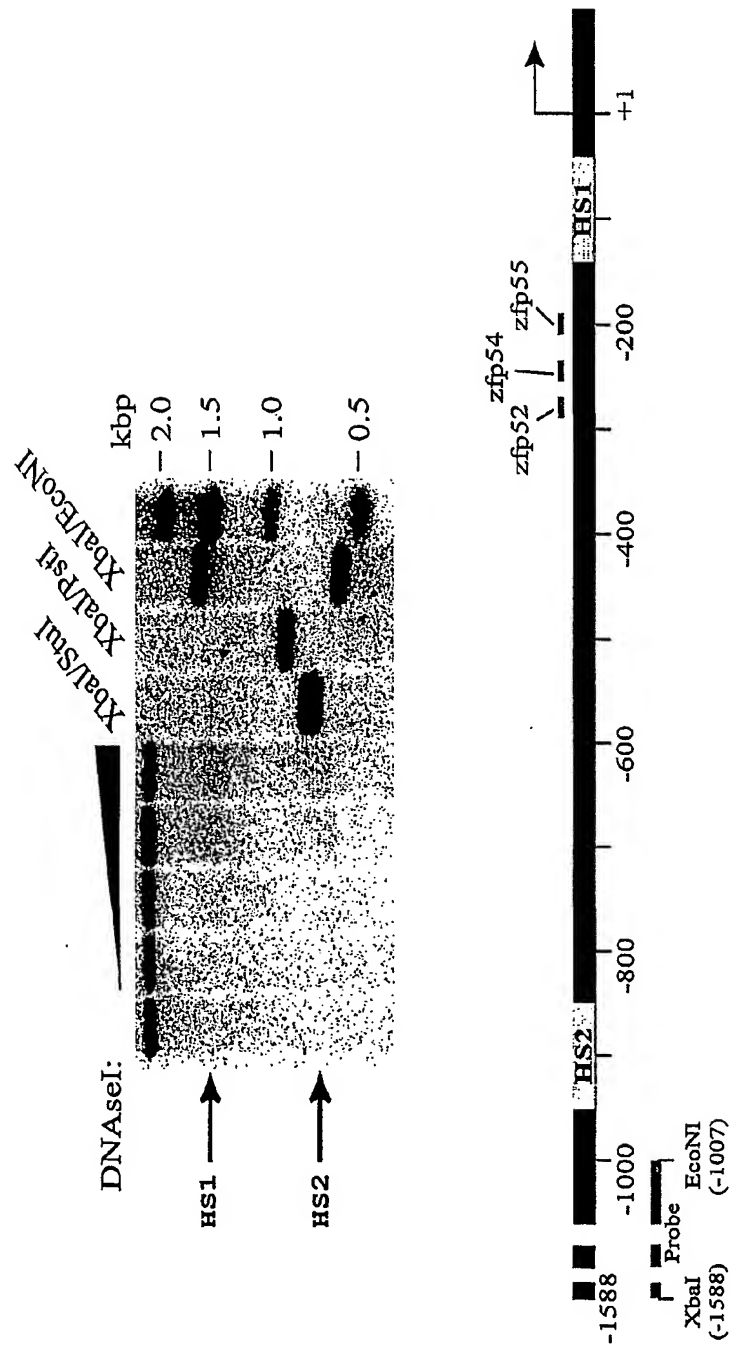 DNAseI:
XbaI/StuI
XbaI/PstI
XbaI/EcoNI
kbp
2.0
1.5
1.0
0.5
HS1
HS2
zfp52
zfp54
zfp55
HS2
HS1
-1588
-1000
-800
-600
-400
-200
+1
Probe
XbaI
(-1588)
EcoNI
(-1007)